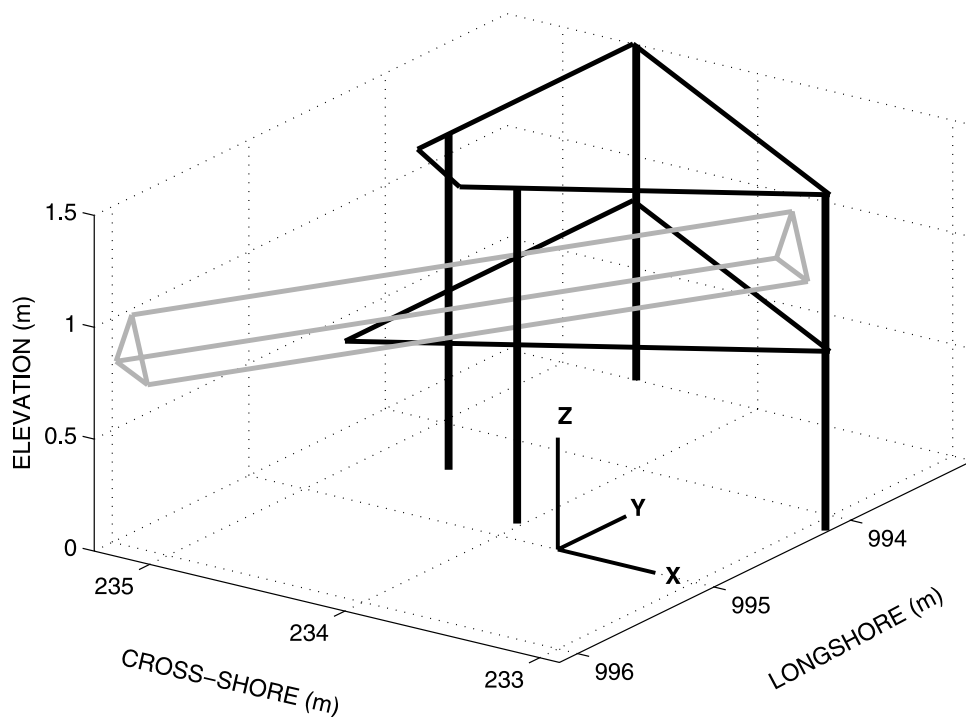 1.5
1
0.5
0
ELEVATION (m)
Z
Y
X
235
234
233
CROSS–SHORE (m)
994
995
996
LONGSHORE (m)